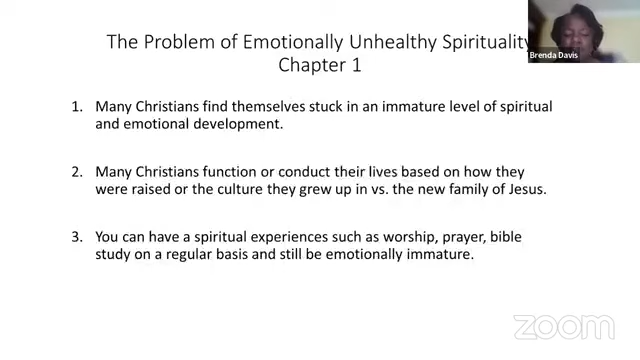 The Problem of Emotionally Unhealthy Spirituality
Chapter 1
Brenda Davis
1. Many Christians find themselves stuck in an immature level of spiritual
and emotional development.
2. Many Christians function or conduct their lives based on how they
were raised or the culture they grew up in vs. the new family of Jesus.
3. You can have a spiritual experiences such as worship, prayer, bible
study on a regular basis and still be emotionally immature.
zoom